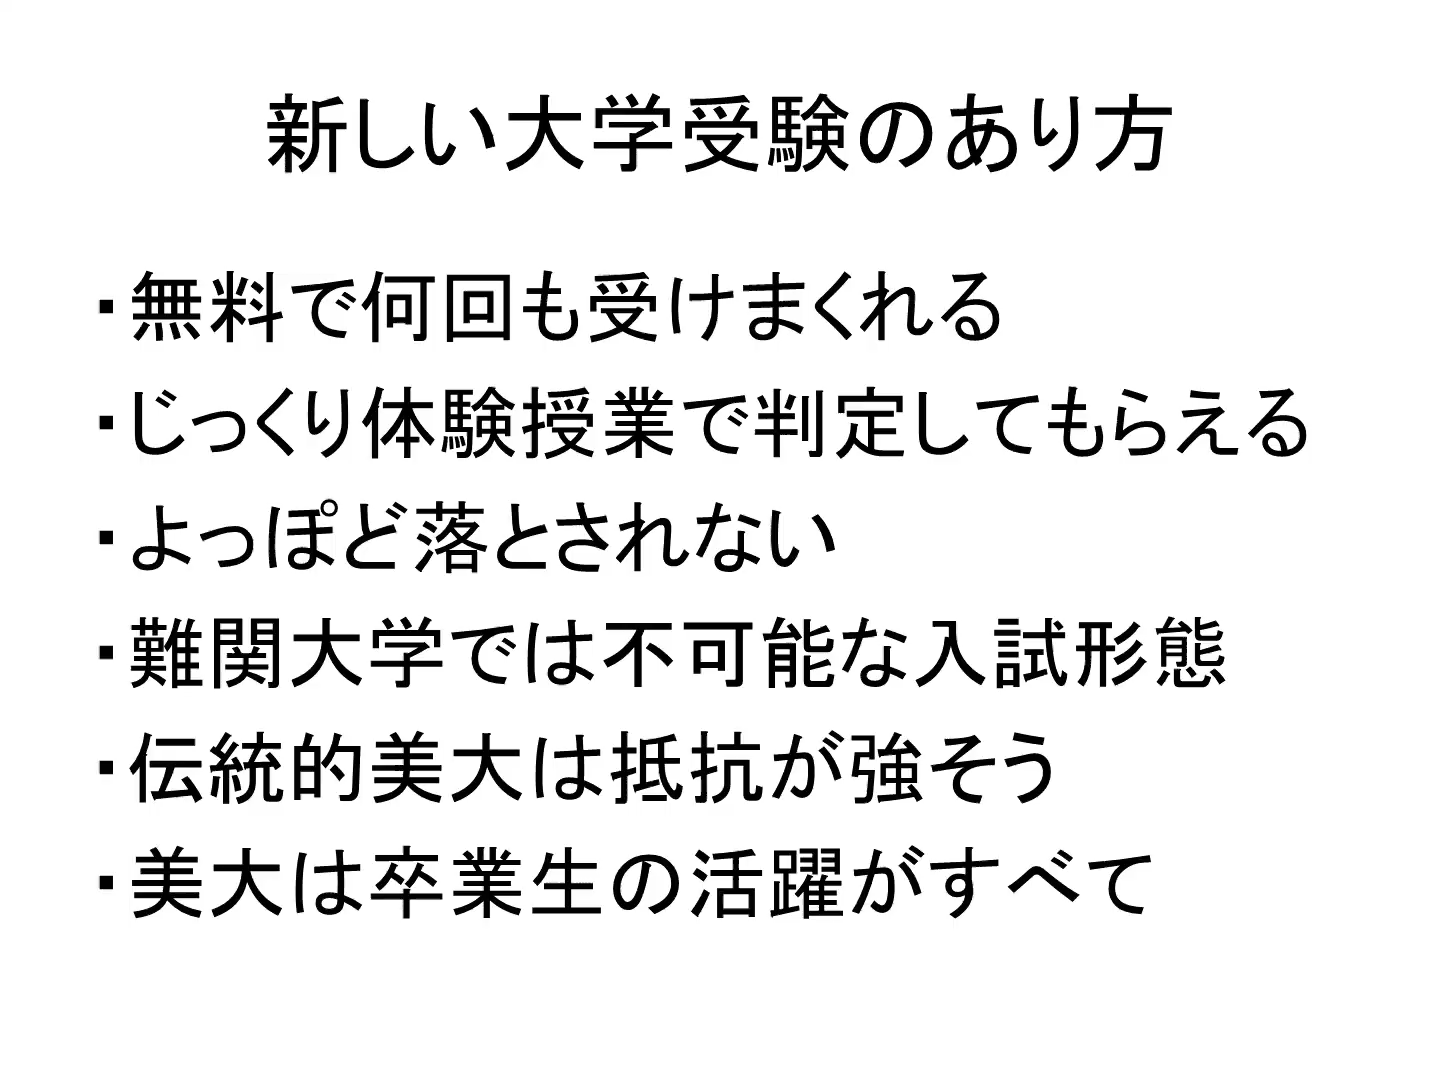 新しい大学受験のあり方
・無料で何回も受けまくれる
・じっくり体験授業で判定してもらえる
・よっぽど落とされない
・難関大学では不可能な入試形態
・伝統的美大は抵抗が強そう
・美大は卒業生の活躍がすべて